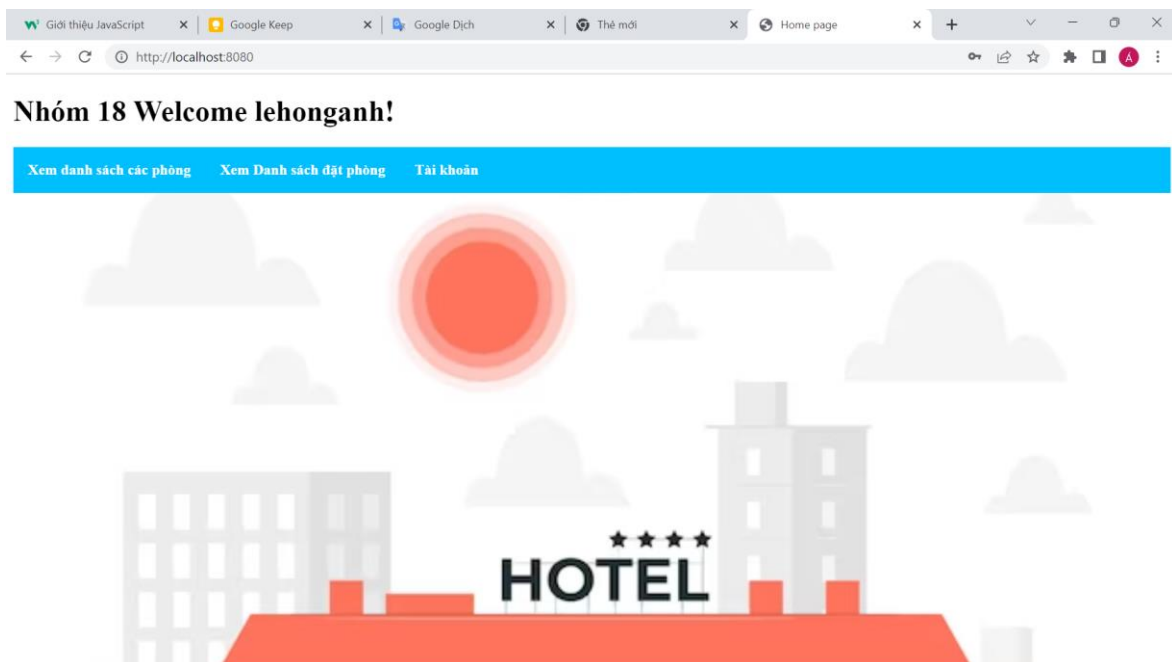 Giới thiệu JavaScript
Google Keep
Google Dịch
Thẻ mới
Home page
http://localhost:8080
Á
Nhóm 18 Welcome lehonganh!
Xem danh sách các phòng Xem Danh sách đặt phòng Tài khoản
HOTEL